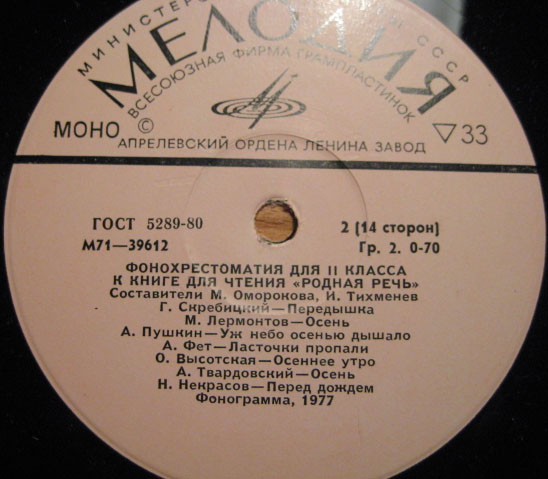 МИНИСТЕРС СССР
МЕЛОДИЯ
ВСЕСОЮЗНАЯ ФИРМА ГРАМПЛАСТИНОК
МОНО © ▽33
АПРЕЛЕВСКИЙ ОРДЕНА ЛЕНИНА ЗАВОД
ГОСТ 5289-80 2 (14 сторон)
М71—39612 Гр. 2. 0-70
ФОНОХРЕСТОМАТИЯ ДЛЯ II КЛАССА
К КНИГЕ ДЛЯ ЧТЕНИЯ «РОДНАЯ РЕЧЬ»
Составители М. Оморокова, И. Тихменев
Г. Скребицкий—Передышка
М. Лермонтов—Осень
А. Пушкин—Уж небо осенью дышало
А. Фет—Ласточки пропали
О. Высотская—Осеннее утро
А. Твардовский—Осень
Н. Некрасов—Перед дождем
Фонограмма, 1977